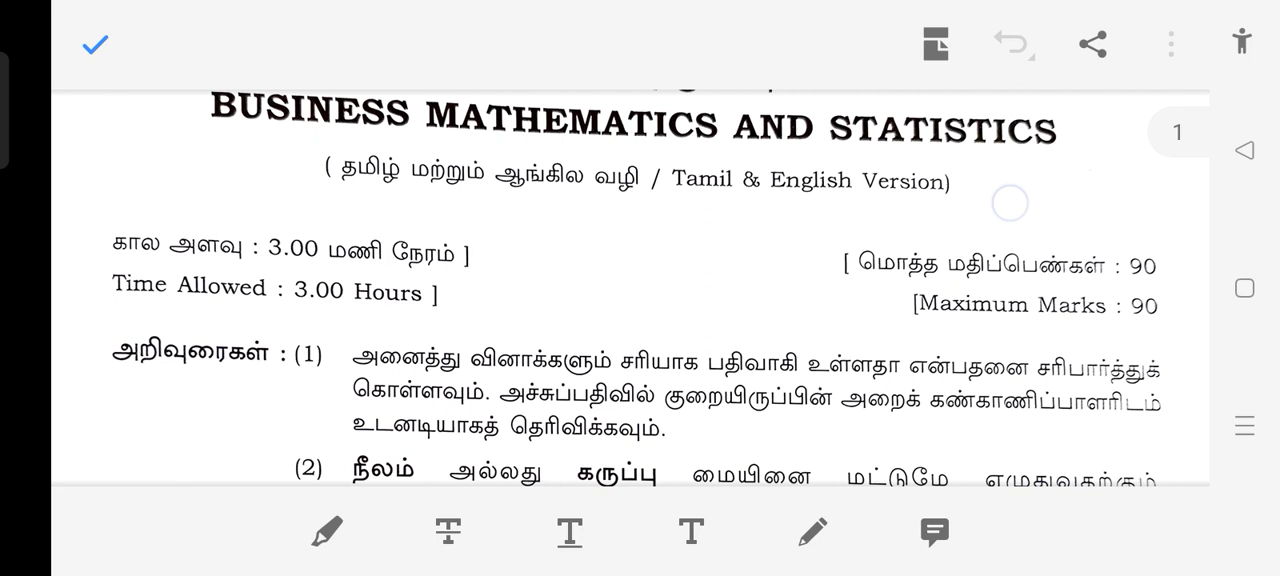 BUSINESS MATHEMATICS AND STATISTICS
1
( தமிழ் மற்றும் ஆங்கில வழி / Tamil & English Version)
கால அளவு : 3.00 மணி நேரம் ]
[ மொத்த மதிப்பெண்கள் : 90
Time Allowed : 3.00 Hours ]
[Maximum Marks : 90
அறிவுரைகள் : (1) அனைத்து வினாக்களும் சரியாக பதிவாகி உள்ளதா என்பதனை சரிபார்த்துக்
கொள்ளவும். அச்சுப்பதிவில் குறையிருப்பின் அறைக் கண்காணிப்பாளரிடம்
உடனடியாகத் தெரிவிக்கவும்.
(2) நீலம் அல்லது கருப்பு மையினை மட்டுமே எழுதுவதற்கும்